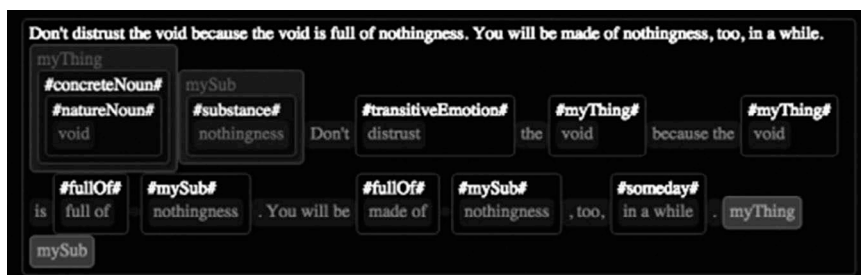 Don't distrust the void because the void is full of nothingness. You will be made of nothingness, too, in a while.
myThing
#concreteNoun# mySub
#natureNoun# #substance# #transitiveEmotion# #myThing# #myThing#
void nothingness Don't distrust the void because the void
#fullOf# #mySub# #fullOf# #mySub# #someday#
is full of nothingness . You will be made of nothingness , too, in a while . myThing
mySub